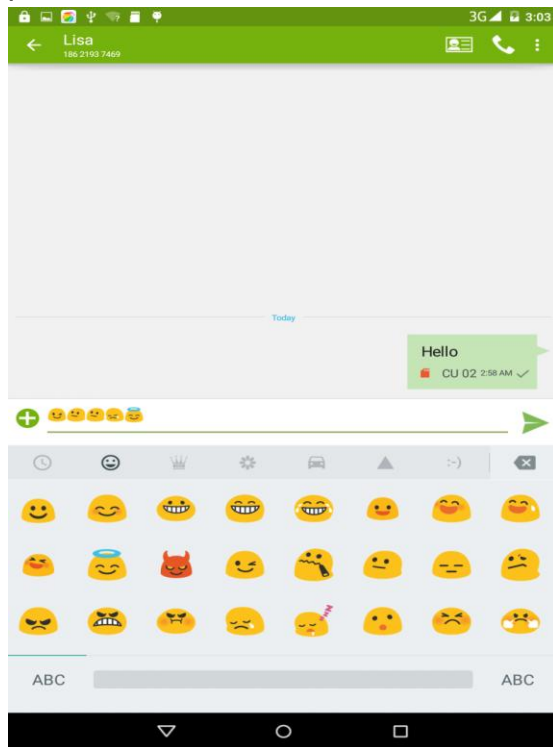 3G 3:03
Lisa
186 2193 7469
Today
Hello
CU 02 2:58 AM
:-)
ABC ABC